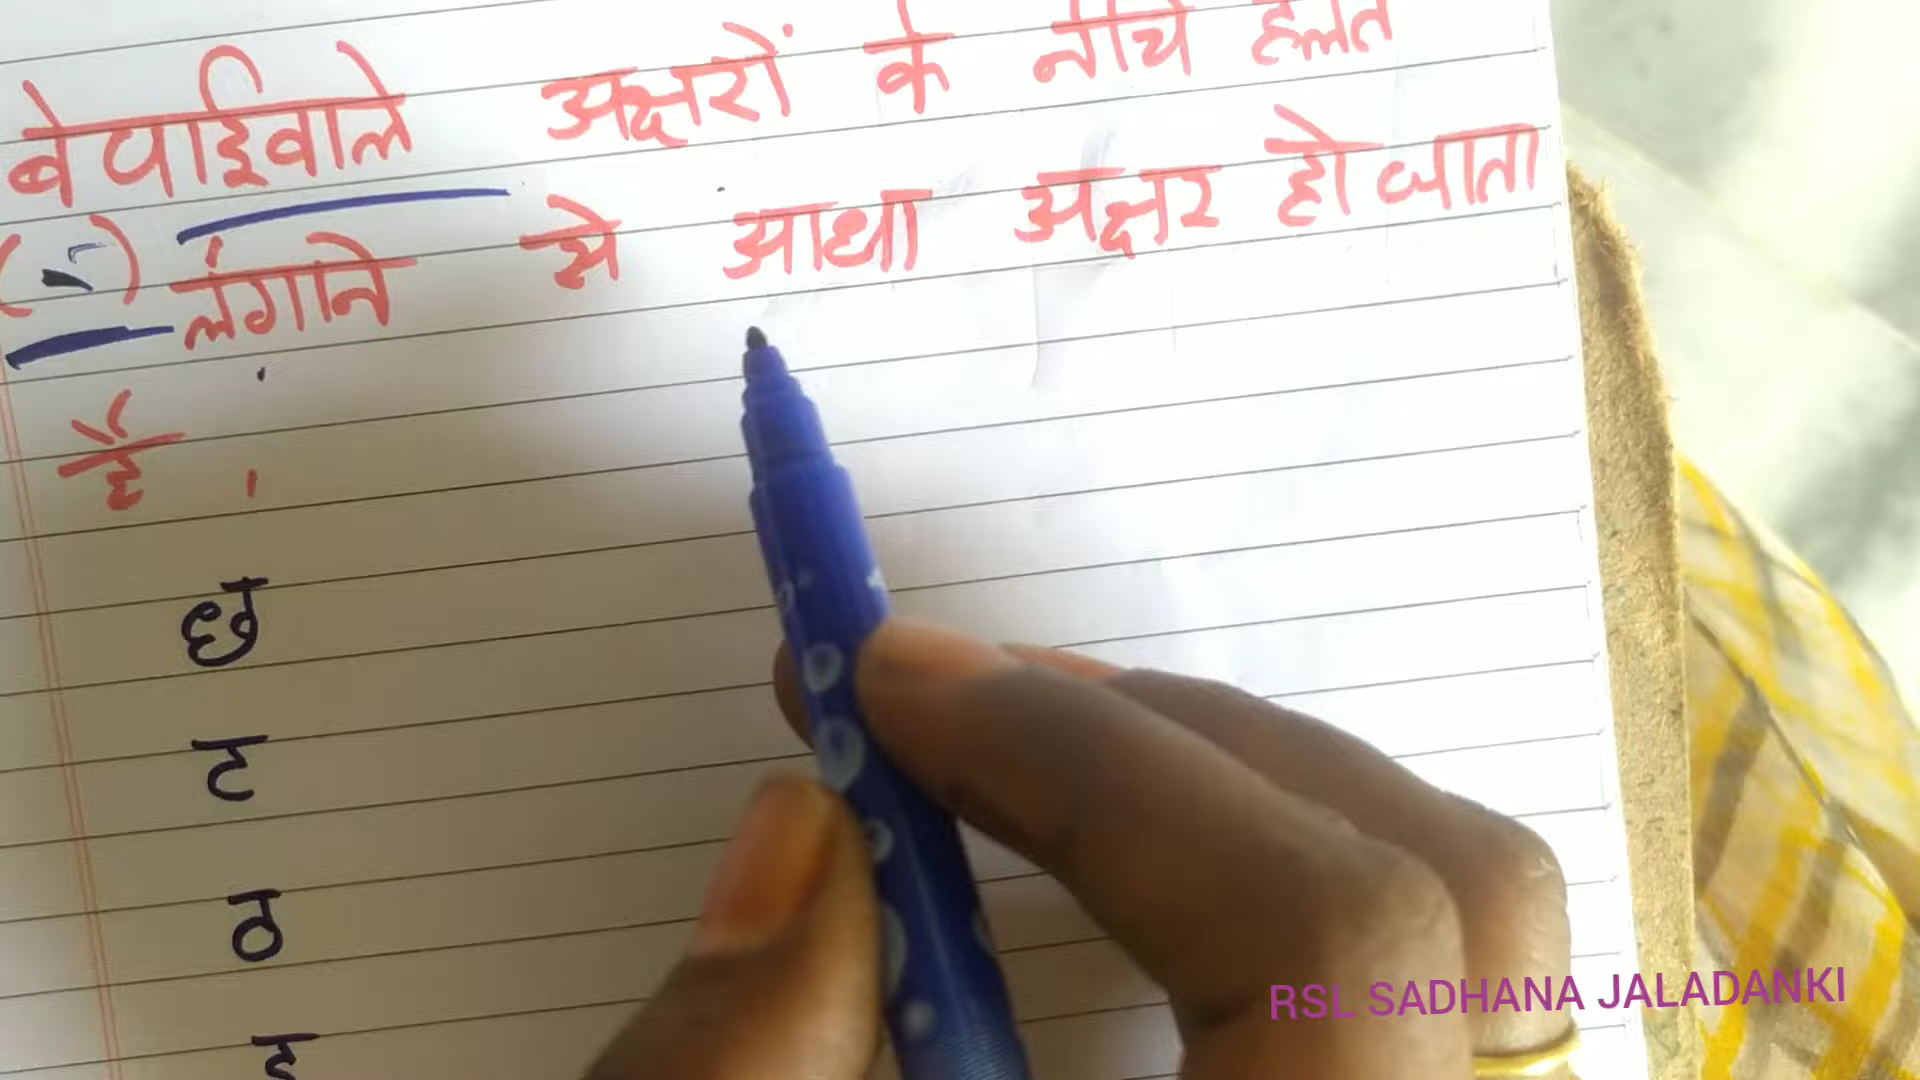 बेपाईवाले अक्षरों के नीचे हलंत
(्) लगाने से आधा अक्षर हो जाता
है ।
छ
ट
ठ
RSL SADHANA JALADANKI